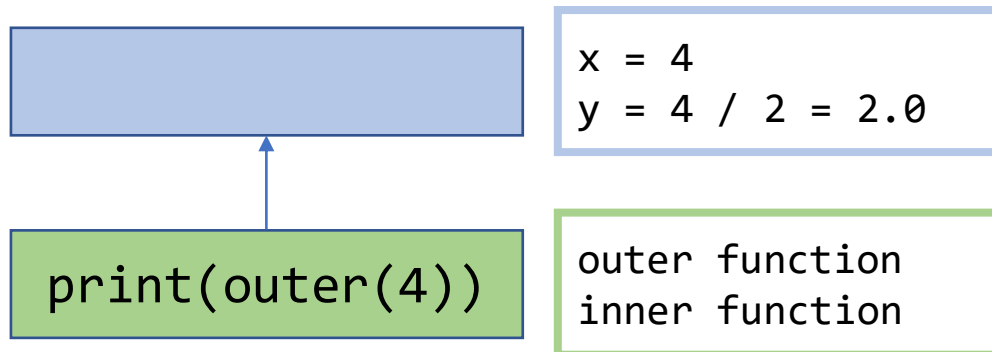 x = 4
y = 4 / 2 = 2.0
print(outer(4))
outer function
inner function